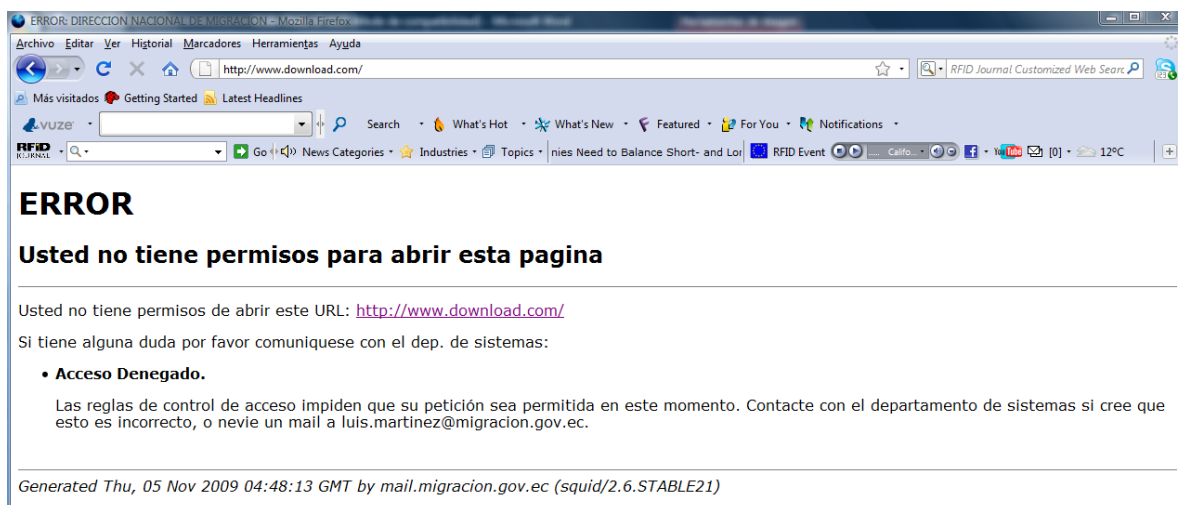 ERROR: DIRECCION NACIONAL DE MIGRACION - Mozilla Firefox
Archivo Editar Ver Historial Marcadores Herramientas Ayuda
http://www.download.com/
RFID Journal Customized Web Searc
Más visitados Getting Started Latest Headlines
vuze Search What's Hot What's New Featured For You Notifications
RFID JOURNAL Go News Categories Industries Topics nies Need to Balance Short- and Lor RFID Event .... Califo... YouTube [0] 12°C
ERROR
Usted no tiene permisos para abrir esta pagina
Usted no tiene permisos de abrir este URL: http://www.download.com/
Si tiene alguna duda por favor comuniquese con el dep. de sistemas:
• Acceso Denegado.
Las reglas de control de acceso impiden que su petición sea permitida en este momento. Contacte con el departamento de sistemas si cree que
esto es incorrecto, o nevie un mail a luis.martinez@migracion.gov.ec.
Generated Thu, 05 Nov 2009 04:48:13 GMT by mail.migracion.gov.ec (squid/2.6.STABLE21)